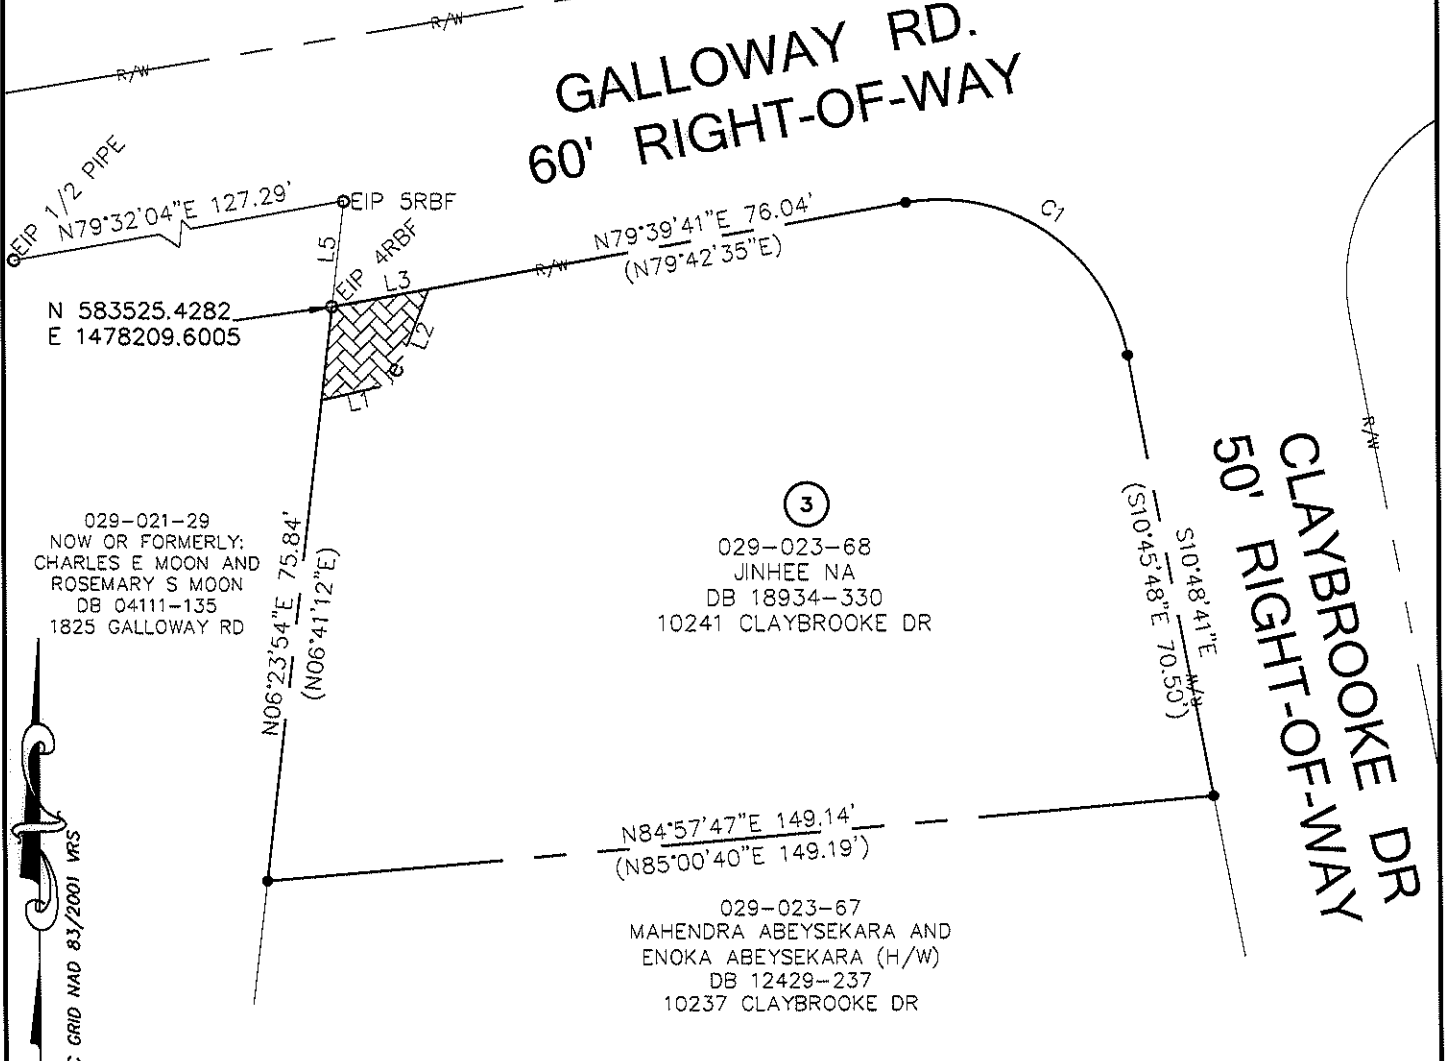 R/W
R/W
GALLOWAY RD.
60' RIGHT-OF-WAY
EIP 1/2 PIPE
N79°32'04"E 127.29'
EIP 5RBF
L5
EIP 4RBF
L3
R/W
N79°39'41"E 76.04'
(N79°42'35"E)
C1
N 583525.4282
E 1478209.6005
L2
L1
R/W
CLAYBROOKE DR
50' RIGHT-OF-WAY
029-021-29
NOW OR FORMERLY:
CHARLES E MOON AND
ROSEMARY S MOON
DB 04111-135
1825 GALLOWAY RD
N06°23'54"E 75.84'
(N06°41'12"E)
3
029-023-68
JINHEE NA
DB 18934-330
10241 CLAYBROOKE DR
S10°48'41"E
(S10°45'48"E 70.50')
R/W
N84°57'47"E 149.14'
(N85°00'40"E 149.19')
029-023-67
MAHENDRA ABEYSEKARA AND
ENOKA ABEYSEKARA (H/W)
DB 12429-237
10237 CLAYBROOKE DR
GRID NAD 83/2001 VRS